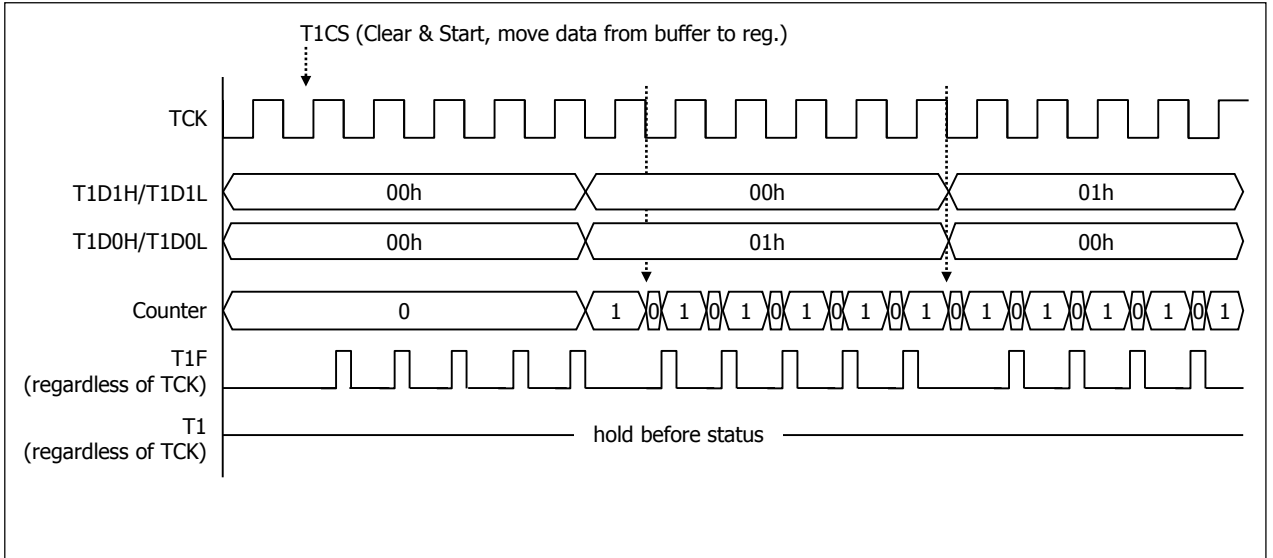 T1CS (Clear & Start, move data from buffer to reg.)
TCK
T1D1H/T1D1L 00h 00h 01h
T1D0H/T1D0L 00h 01h 00h
Counter 0 1 0 1 0 1 0 1 0 1 0 1 0 1 0 1 0 1 0 1 0 1
T1F
(regardless of TCK)
T1
(regardless of TCK)
hold before status